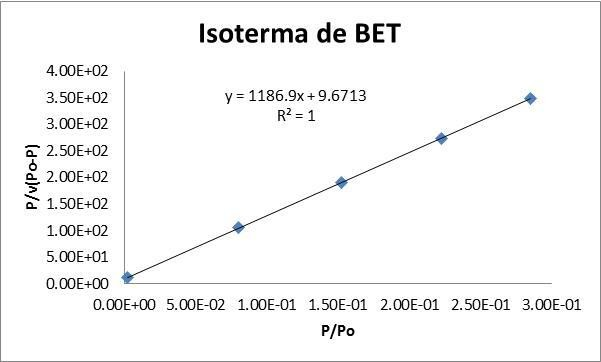 Isoterma de BET
y = 1186.9x + 9.6713
R² = 1
4.00E+02
3.50E+02
3.00E+02
2.50E+02
2.00E+02
1.50E+02
1.00E+02
5.00E+01
0.00E+00
P/v(Po-P)
0.00E+00 5.00E-02 1.00E-01 1.50E-01 2.00E-01 2.50E-01 3.00E-01
P/Po